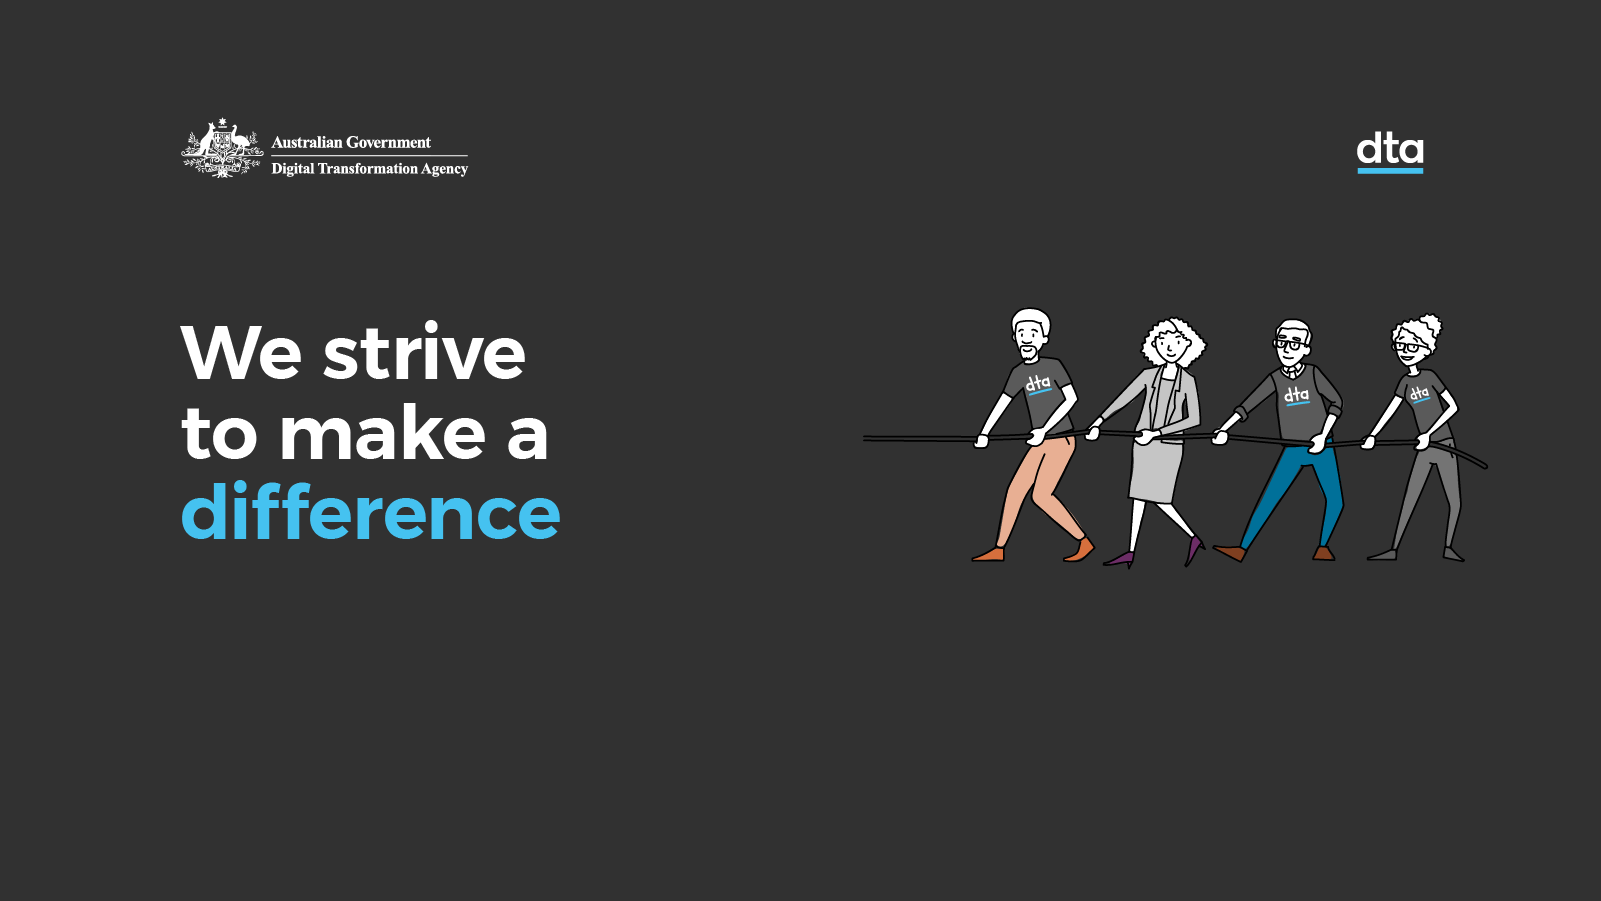 Australian Government
Digital Transformation Agency
dta
We strive
to make a
difference
dta
dta
dta